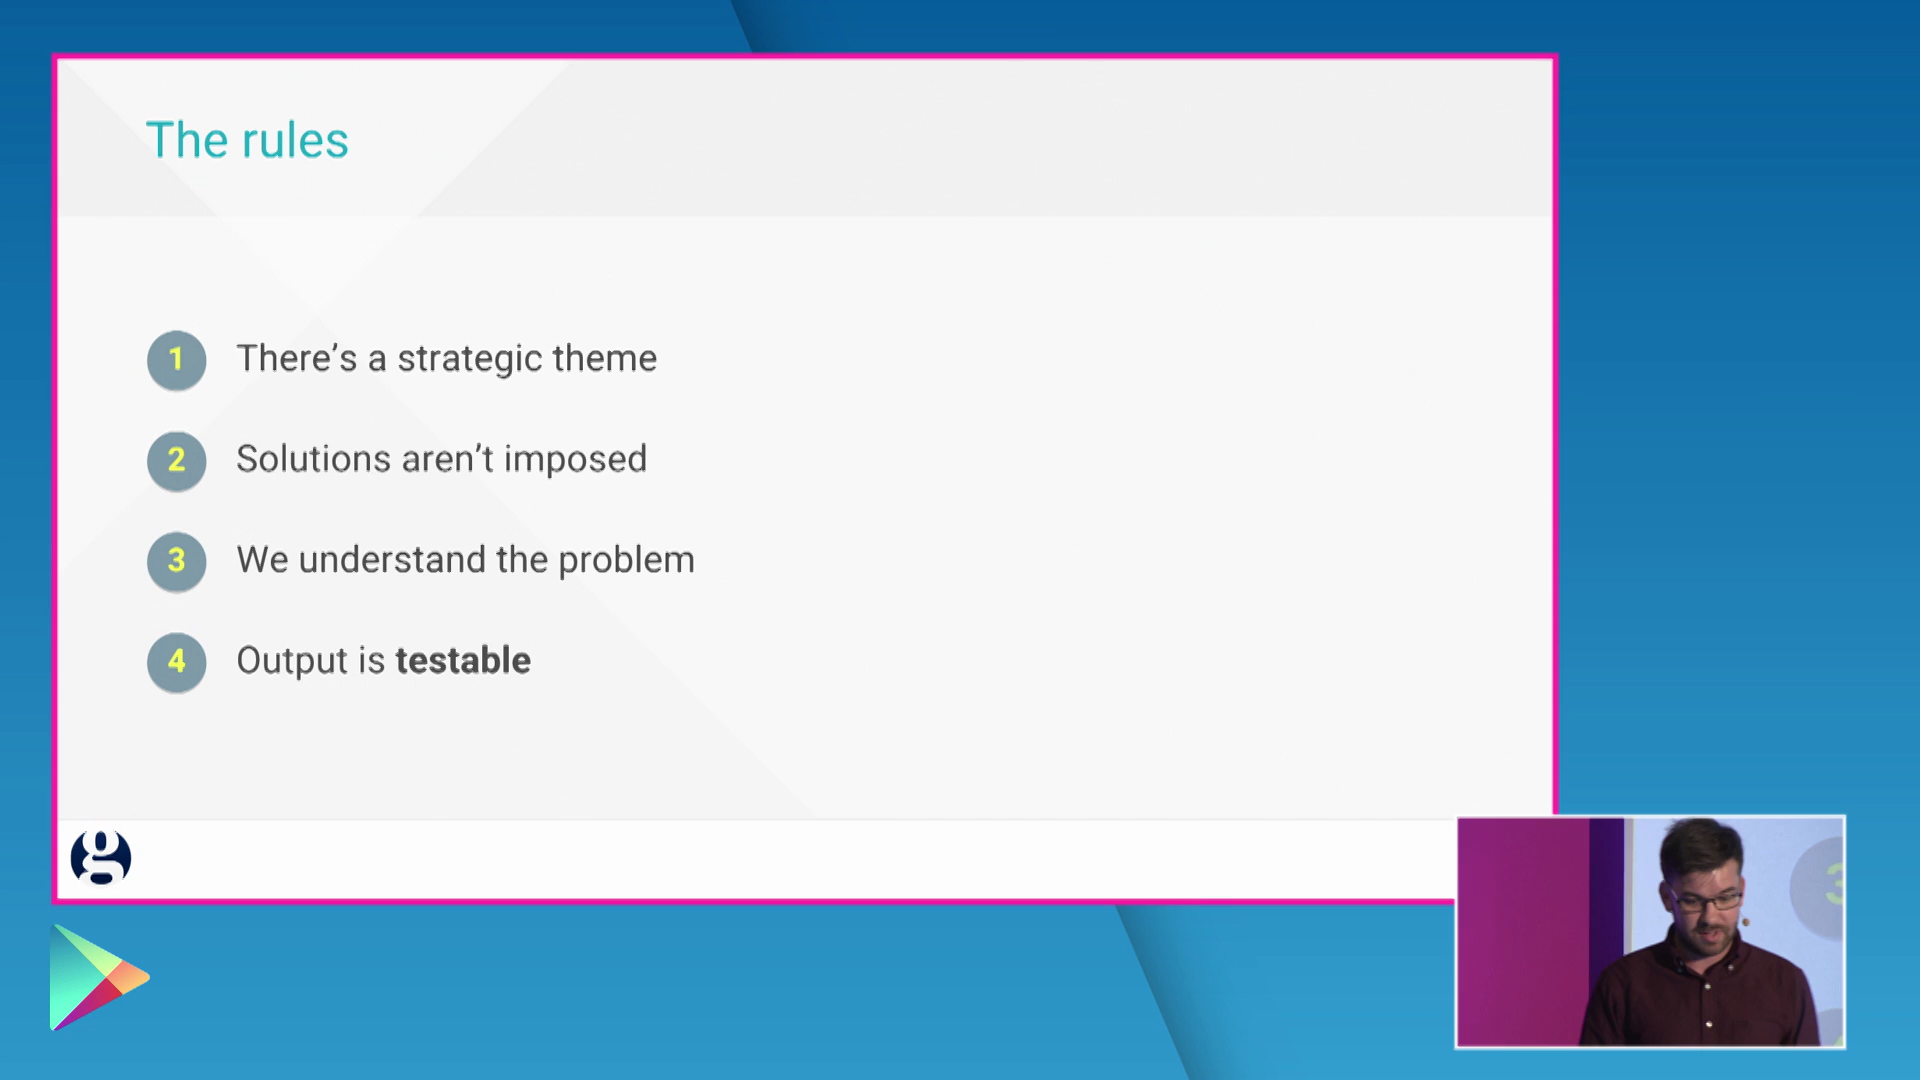 The rules
1 There’s a strategic theme
2 Solutions aren’t imposed
3 We understand the problem
4 Output is testable
g
3